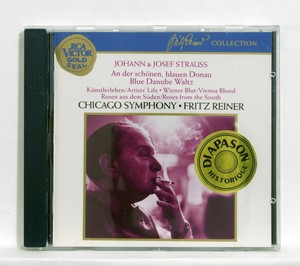 RCA
VICTOR
GOLD
SEAL
COLLECTION
JOHANN & JOSEF STRAUSS
An der schönen, blauen Donau
Blue Danube Waltz
Künstlerleben/Artists' Life • Wiener Blut/Vienna Blood
Rosen aus dem Süden/Roses from the South
CHICAGO SYMPHONY • FRITZ REINER
DIAPASON
HISTORIQUE